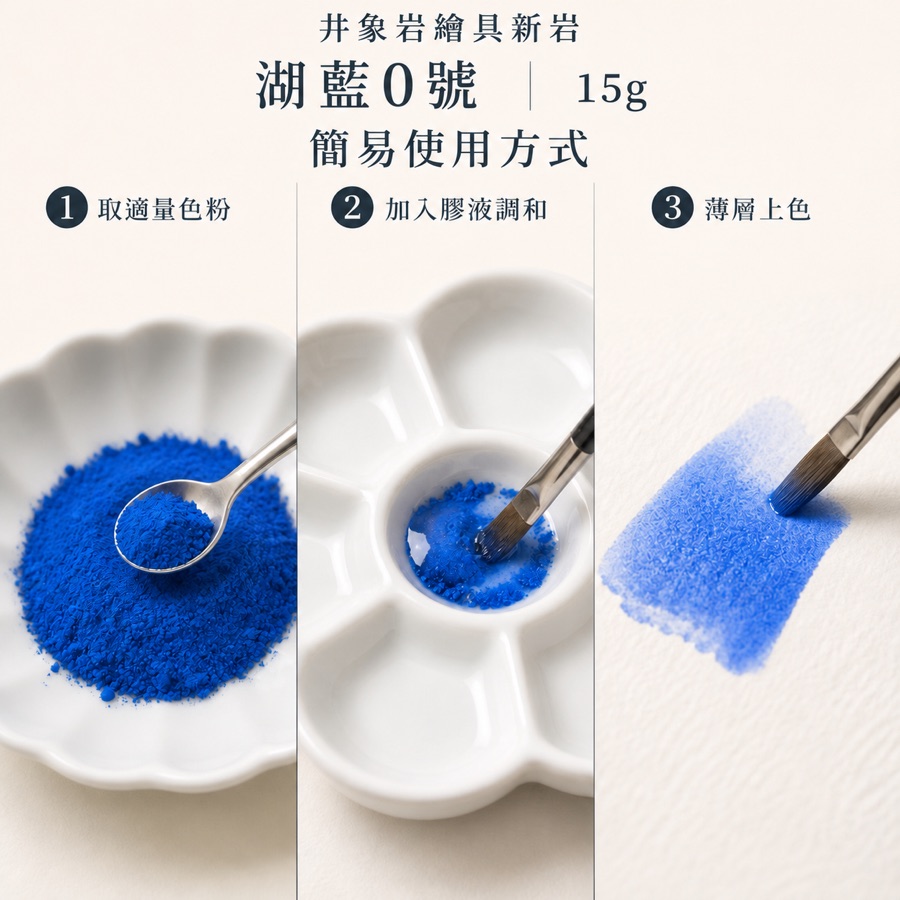 井象岩繪具新岩
湖藍0號 | 15g
簡易使用方式
1 取適量色粉
2 加入膠液調和
3 薄層上色